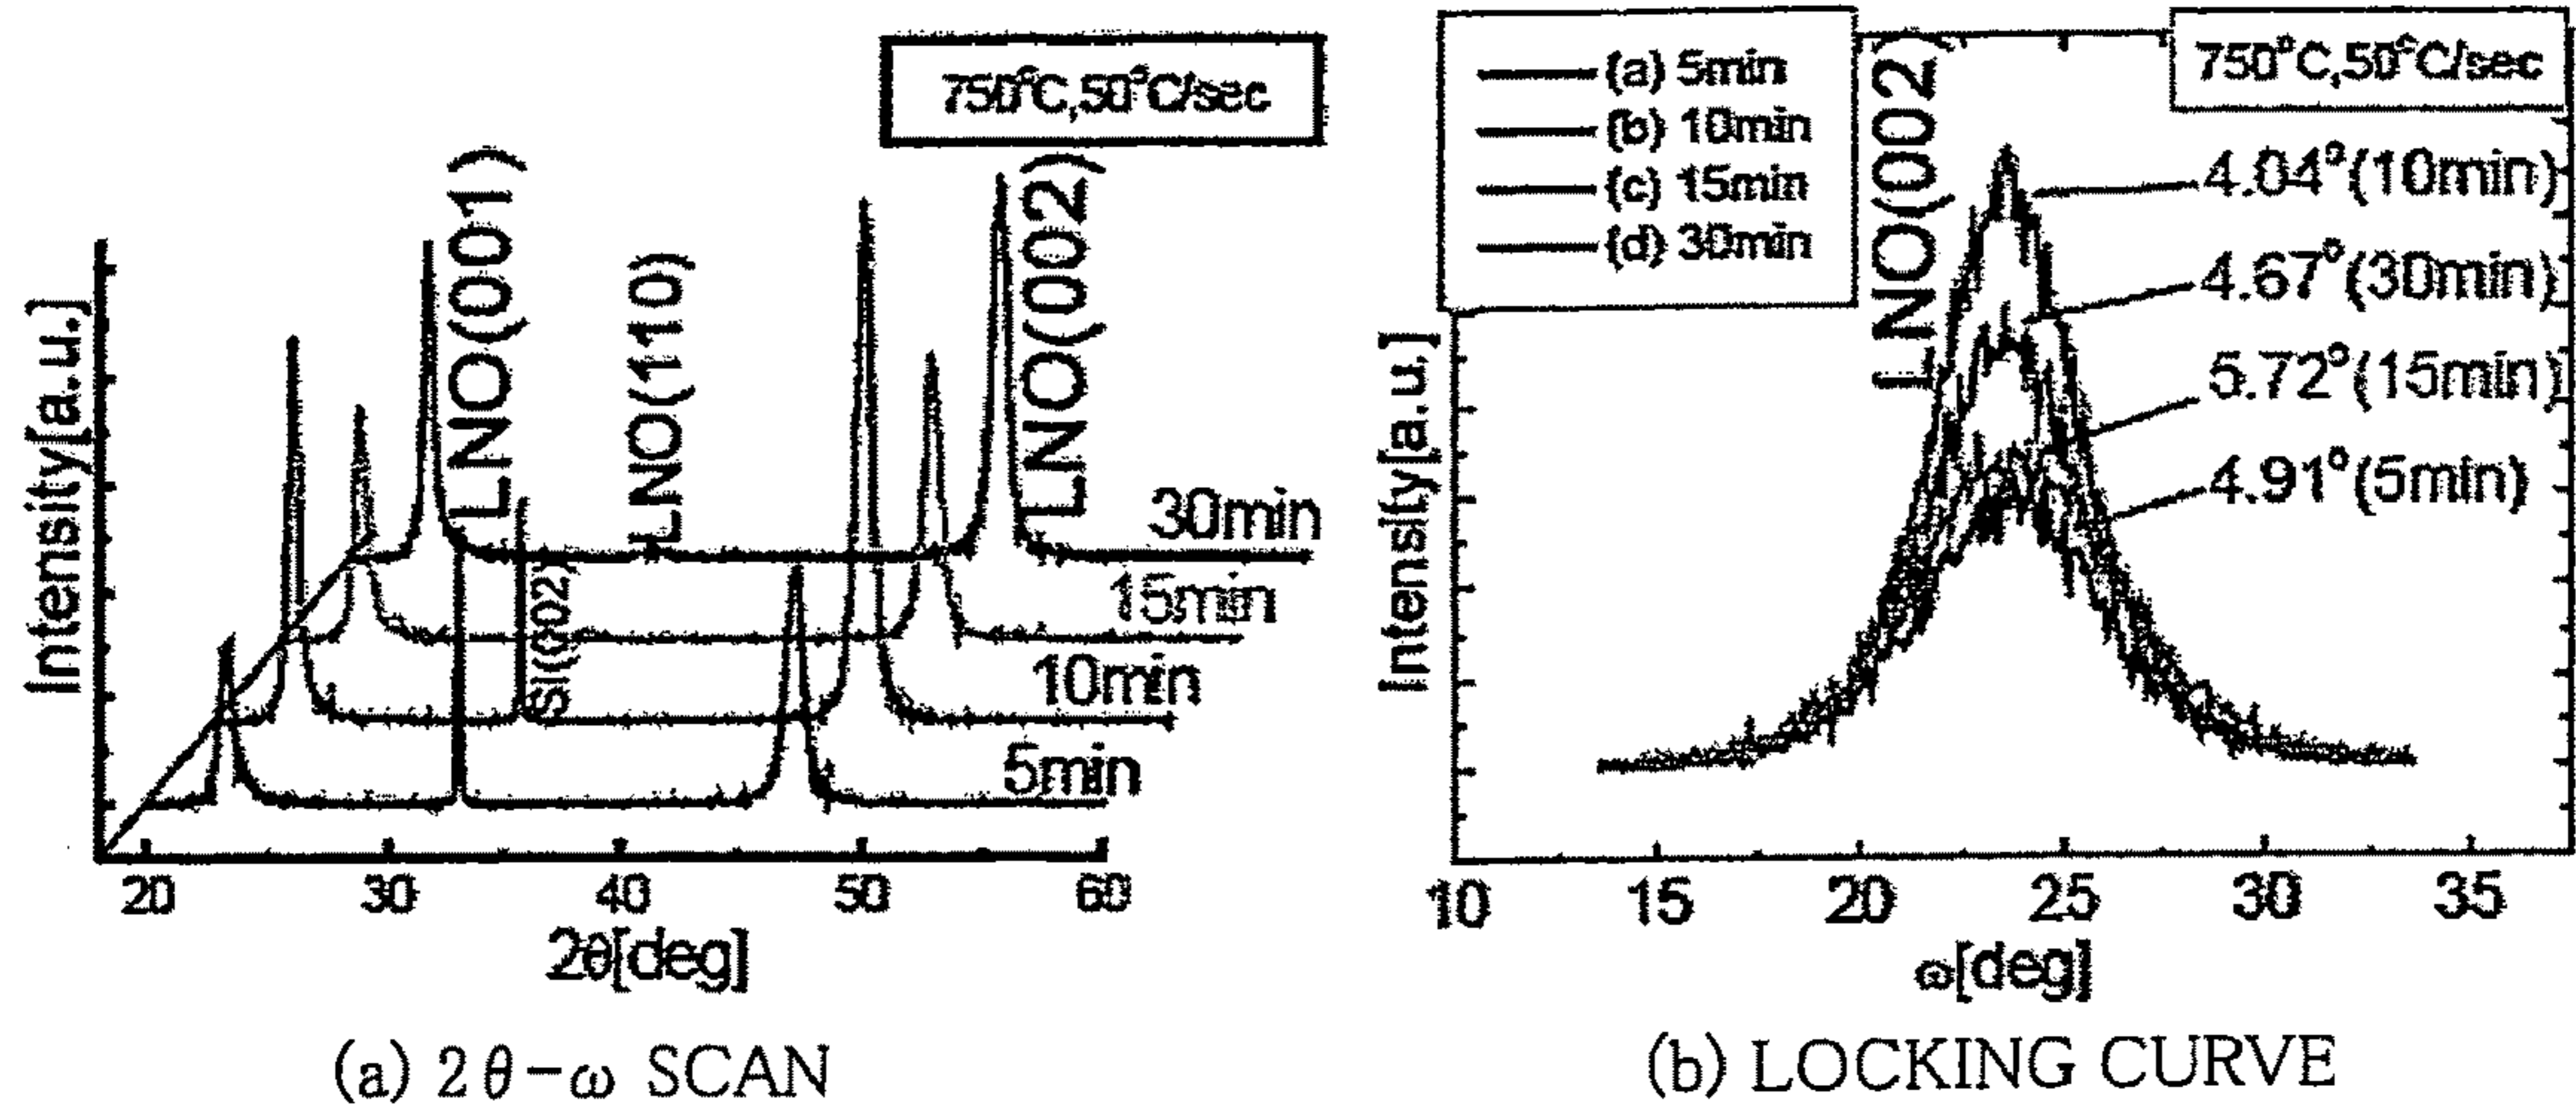 750°C,50°C/sec
LNO(001)
LNO(110)
LNO(002)
Si(002)
30min
15min
10min
5min
Intensity[a.u.]
20 30 40 50 60
2θ[deg]
(a) 2θ-ω SCAN
(a) 5min
(b) 10min
(c) 15min
(d) 30min
LNO(002)
750°C,50°C/sec
4.04°(10min)
4.67°(30min)
5.72°(15min)
4.91°(5min)
Intensity[a.u.]
10 15 20 25 30 35
ω[deg]
(b) LOCKING CURVE